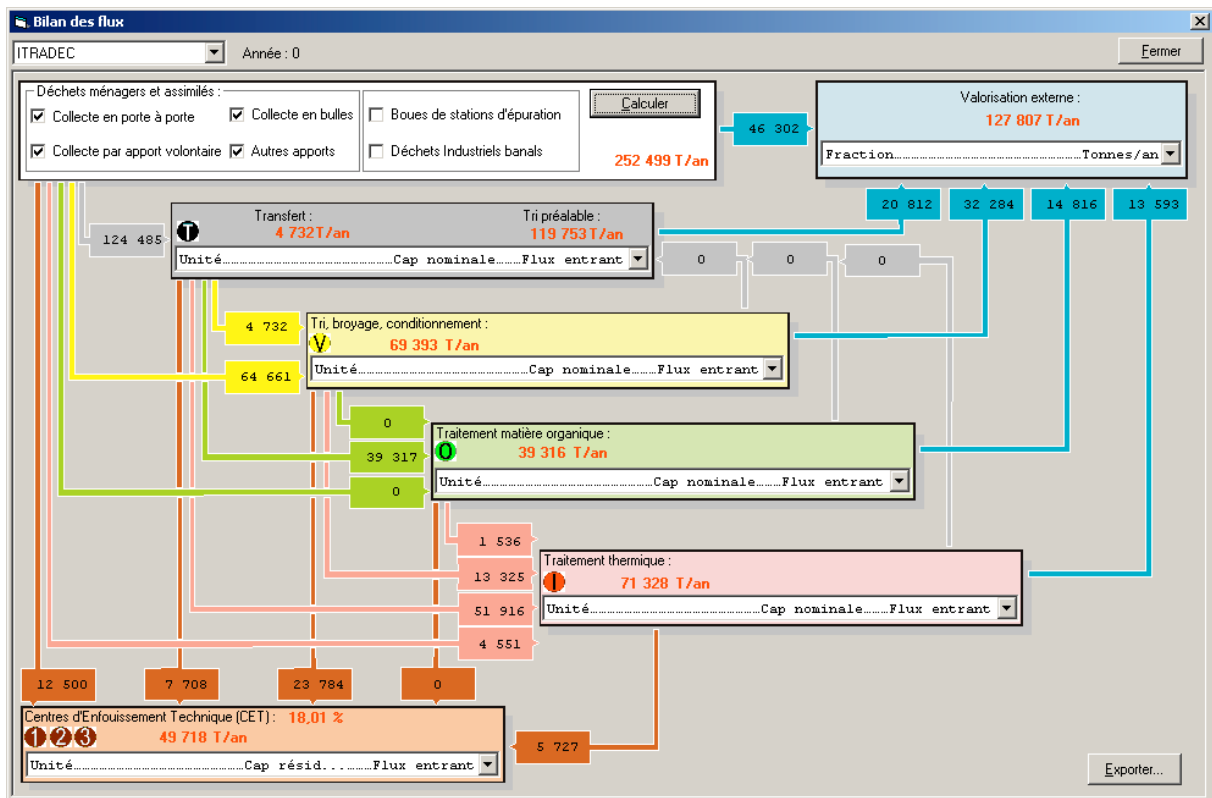 Bilan des flux
ITRADEC Année : 0 Fermer
Déchets ménagers et assimilés :
Collecte en porte à porte Collecte en bulles Boues de stations d'épuration Calculer
Collecte par apport volontaire Autres apports Déchets Industriels banals 252 499 T/an
46 302
Valorisation externe :
127 807 T/an
Fraction...Tonnes/an
20 812 32 284 14 816 13 593
124 485
T Transfert : Tri préalable :
4 732T/an 119 753T/an
Unité...Cap nominale...Flux entrant
0 0 0
4 732
64 661
Tri, broyage, conditionnement :
V 69 393 T/an
Unité...Cap nominale...Flux entrant
0
39 317
0
Traitement matière organique :
O 39 316 T/an
Unité...Cap nominale...Flux entrant
1 536
13 325
51 916
4 551
Traitement thermique :
I 71 328 T/an
Unité...Cap nominale...Flux entrant
12 500 7 708 23 784 0
Centres d'Enfouissement Technique (CET) : 18,01 %
1 2 3 49 718 T/an
Unité...Cap résid......Flux entrant
5 727
Exporter...